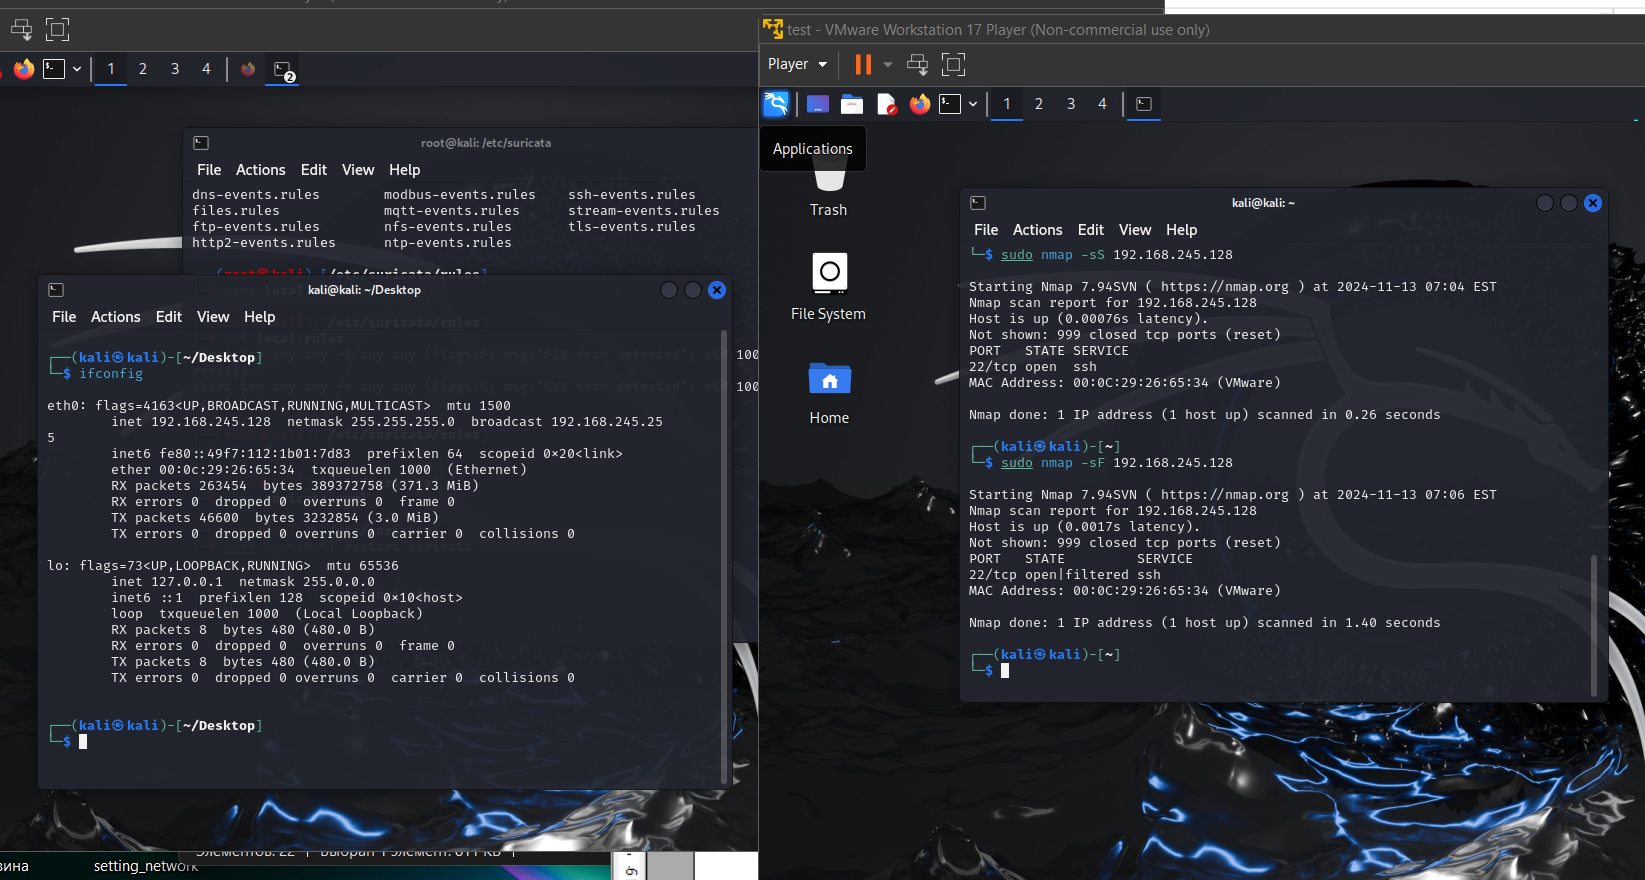 test - VMware Workstation 17 Player (Non-commercial use only)
Player
1 2 3 4
2
1 2 3 4
Applications
Trash
File System
Home
root@kali: /etc/suricata
File Actions Edit View Help
dns-events.rules modbus-events.rules ssh-events.rules
files.rules mqtt-events.rules stream-events.rules
ftp-events.rules nfs-events.rules tls-events.rules
http2-events.rules ntp-events.rules
(root㉿kali)-[/etc/suricata/rules]
kali@kali: ~/Desktop
File Actions Edit View Help
┌──(kali㉿kali)-[~/Desktop]
└─$ ifconfig
eth0: flags=4163<UP,BROADCAST,RUNNING,MULTICAST> mtu 1500
inet 192.168.245.128 netmask 255.255.255.0 broadcast 192.168.245.25
5
inet6 fe80::49f7:112:1b01:7d83 prefixlen 64 scopeid 0×20<link>
ether 00:0c:29:26:65:34 txqueuelen 1000 (Ethernet)
RX packets 263454 bytes 389372758 (371.3 MiB)
RX errors 0 dropped 0 overruns 0 frame 0
TX packets 46600 bytes 3232854 (3.0 MiB)
TX errors 0 dropped 0 overruns 0 carrier 0 collisions 0
lo: flags=73<UP,LOOPBACK,RUNNING> mtu 65536
inet 127.0.0.1 netmask 255.0.0.0
inet6 ::1 prefixlen 128 scopeid 0×10<host>
loop txqueuelen 1000 (Local Loopback)
RX packets 8 bytes 480 (480.0 B)
RX errors 0 dropped 0 overruns 0 frame 0
TX packets 8 bytes 480 (480.0 B)
TX errors 0 dropped 0 overruns 0 carrier 0 collisions 0
┌──(kali㉿kali)-[~/Desktop]
└─$
kali@kali: ~
File Actions Edit View Help
└─$ sudo nmap -sS 192.168.245.128
Starting Nmap 7.94SVN ( https://nmap.org ) at 2024-11-13 07:04 EST
Nmap scan report for 192.168.245.128
Host is up (0.00076s latency).
Not shown: 999 closed tcp ports (reset)
PORT STATE SERVICE
22/tcp open ssh
MAC Address: 00:0C:29:26:65:34 (VMware)
Nmap done: 1 IP address (1 host up) scanned in 0.26 seconds
┌──(kali㉿kali)-[~]
└─$ sudo nmap -sF 192.168.245.128
Starting Nmap 7.94SVN ( https://nmap.org ) at 2024-11-13 07:06 EST
Nmap scan report for 192.168.245.128
Host is up (0.0017s latency).
Not shown: 999 closed tcp ports (reset)
PORT STATE SERVICE
22/tcp open|filtered ssh
MAC Address: 00:0C:29:26:65:34 (VMware)
Nmap done: 1 IP address (1 host up) scanned in 1.40 seconds
┌──(kali㉿kali)-[~]
└─$
setting_network